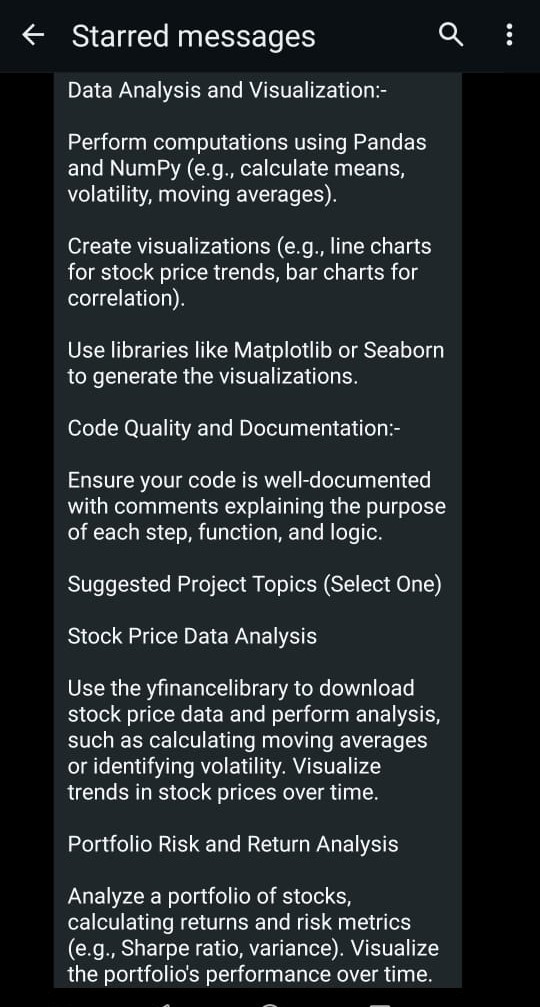 Starred messages
Data Analysis and Visualization:-
Perform computations using Pandas
and NumPy (e.g., calculate means,
volatility, moving averages).
Create visualizations (e.g., line charts
for stock price trends, bar charts for
correlation).
Use libraries like Matplotlib or Seaborn
to generate the visualizations.
Code Quality and Documentation:-
Ensure your code is well-documented
with comments explaining the purpose
of each step, function, and logic.
Suggested Project Topics (Select One)
Stock Price Data Analysis
Use the yfinancelibrary to download
stock price data and perform analysis,
such as calculating moving averages
or identifying volatility. Visualize
trends in stock prices over time.
Portfolio Risk and Return Analysis
Analyze a portfolio of stocks,
calculating returns and risk metrics
(e.g., Sharpe ratio, variance). Visualize
the portfolio's performance over time.